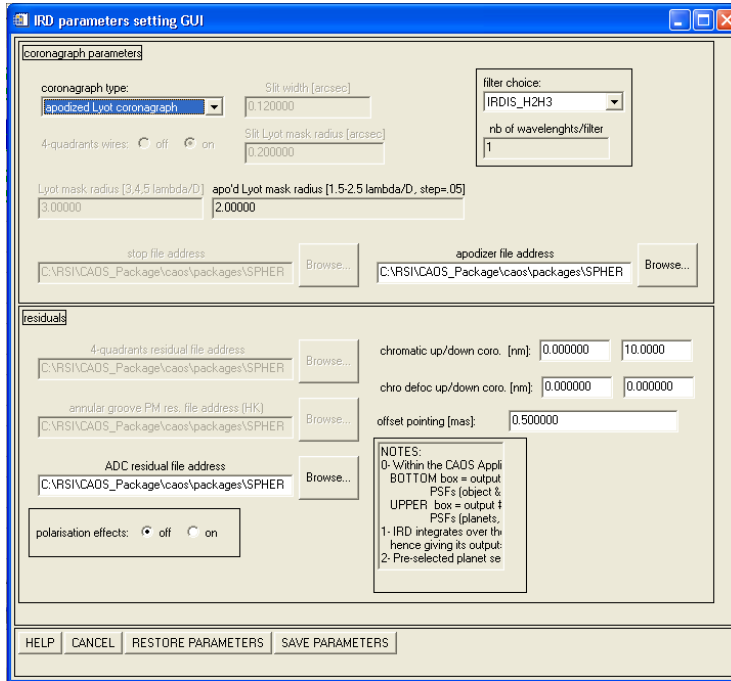 IRD parameters setting GUI
coronagraph parameters
coronagraph type:
apodized Lyot coronagraph
Slit width [arcsec]
0.120000
filter choice:
IRDIS_H2H3
4-quadrants wires: off on
Slit Lyot mask radius [arcsec]
0.200000
nb of wavelenghts/filter
1
Lyot mask radius [3,4,5 lambda/D]
3.00000
apo'd Lyot mask radius [1.5-2.5 lambda/D, step=.05]
2.00000
stop file address
C:\RSI\CAOS_Package\caos\packages\SPHER
Browse...
apodizer file address
C:\RSI\CAOS_Package\caos\packages\SPHER
Browse...
residuals
4-quadrants residual file address
C:\RSI\CAOS_Package\caos\packages\SPHER
Browse...
annular groove PM res. file address (HK)
C:\RSI\CAOS_Package\caos\packages\SPHER
Browse...
ADC residual file address
C:\RSI\CAOS_Package\caos\packages\SPHER
Browse...
polarisation effects: off on
chromatic up/down coro. [nm]: 0.000000 10.0000
chro defoc up/down coro. [nm]: 0.000000 0.000000
offset pointing [mas]: 0.500000
NOTES:
0- Within the CAOS Appli
BOTTOM box = output
PSFs (object &
UPPER box = output ‡
PSFs (planets,
1- IRD integrates over the
hence giving its output:
2- Pre-selected planet se
HELP CANCEL RESTORE PARAMETERS SAVE PARAMETERS